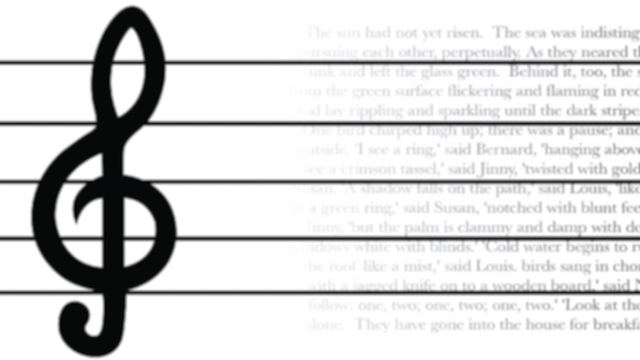 The sun had not yet risen. The sea was indisting
pursuing each other, perpetually. As they neared th
and left the glass green. Behind it, too, the s
from the green surface flickering and flaming in red
lay rippling and sparkling until the dark stripe
One bird chirped high up; there was a pause; and
outside. 'I see a ring,' said Bernard, 'hanging above
see a crimson tassel,' said Jinny, 'twisted with gold
Susan. 'A shadow falls on the path,' said Louis, 'like
a green ring,' said Susan, 'notched with blunt fee
Jinny, 'but the palm is clammy and damp with de
white with blinds.' 'Cold water begins to r
the roof like a mist,' said Louis. birds sang in chor
with a jagged knife on to a wooden board,' said N
follow; one, two; one, two; one, two.' 'Look at the
alone. They have gone into the house for breakfa